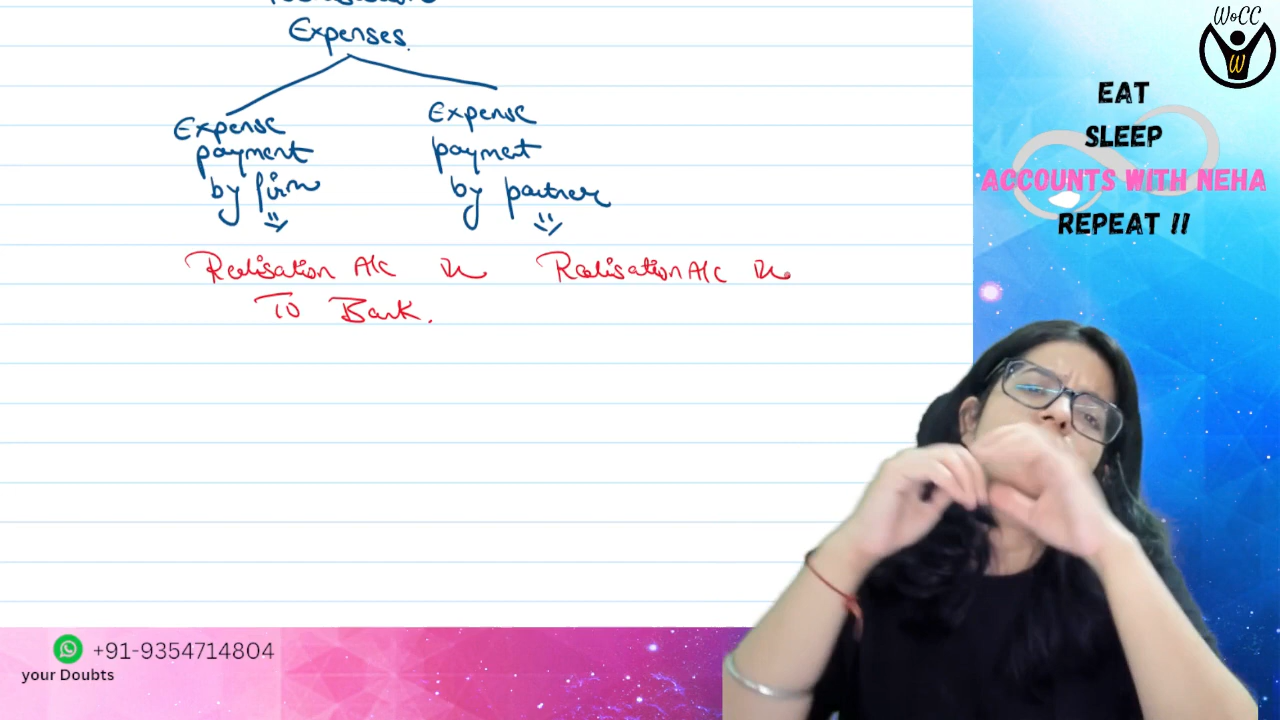 Expenses.
Expense
payment
by firm
Expense
payment
by partner
Realisation A/c Dr
To Bank.
Realisation A/c Dr
WoCC
W
EAT
SLEEP
ACCOUNTS WITH NEHA
REPEAT !!
+91-9354714804
your Doubts